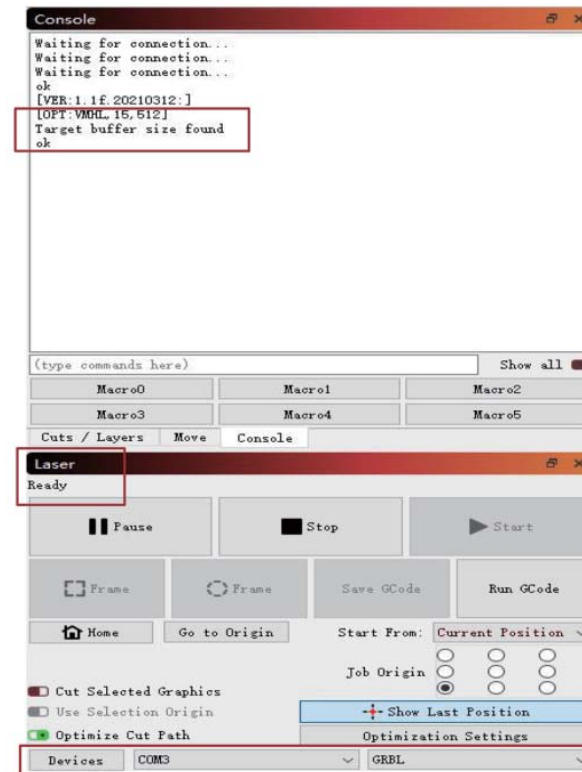 Console
Waiting for connection...
Waiting for connection...
Waiting for connection...
ok
[VER:1.1f.20210312:]
[OPT:VMHL,15,512]
Target buffer size found
ok
(type commands here) Show all
Macro0 Macro1 Macro2
Macro3 Macro4 Macro5
Cuts / Layers Move Console
Laser
Ready
Pause Stop Start
Frame Frame Save GCode Run GCode
Home Go to Origin Start From: Current Position
Job Origin
Cut Selected Graphics
Use Selection Origin Show Last Position
Optimize Cut Path Optimization Settings
Devices COM3 GRBL